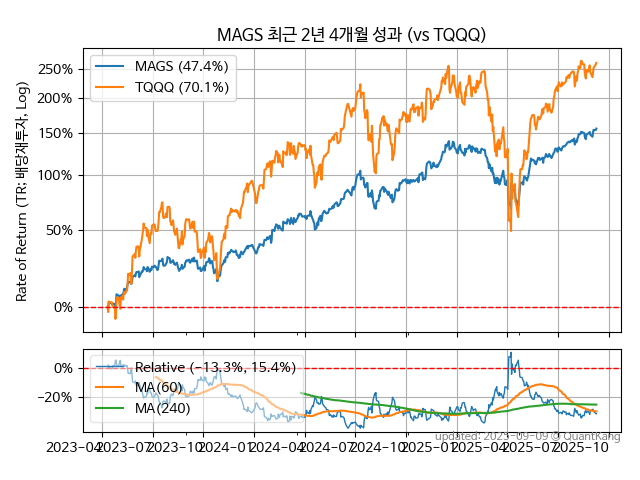 MAGS 최근 2년 4개월 성과 (vs TQQQ)
Rate of Return (TR: 배당재투자, Log)
250%
200%
150%
100%
50%
0%
MAGS (47.4%)
TQQQ (70.1%)
0%
−20%
Relative (−13.3%, 15.4%)
MA(60)
MA(240)
2023-04 2023-07 2023-10 2024-01 2024-04 2024-07 2024-10 2025-01 2025-04 2025-07 2025-10
updated: 2025-09-09 © QuantKang